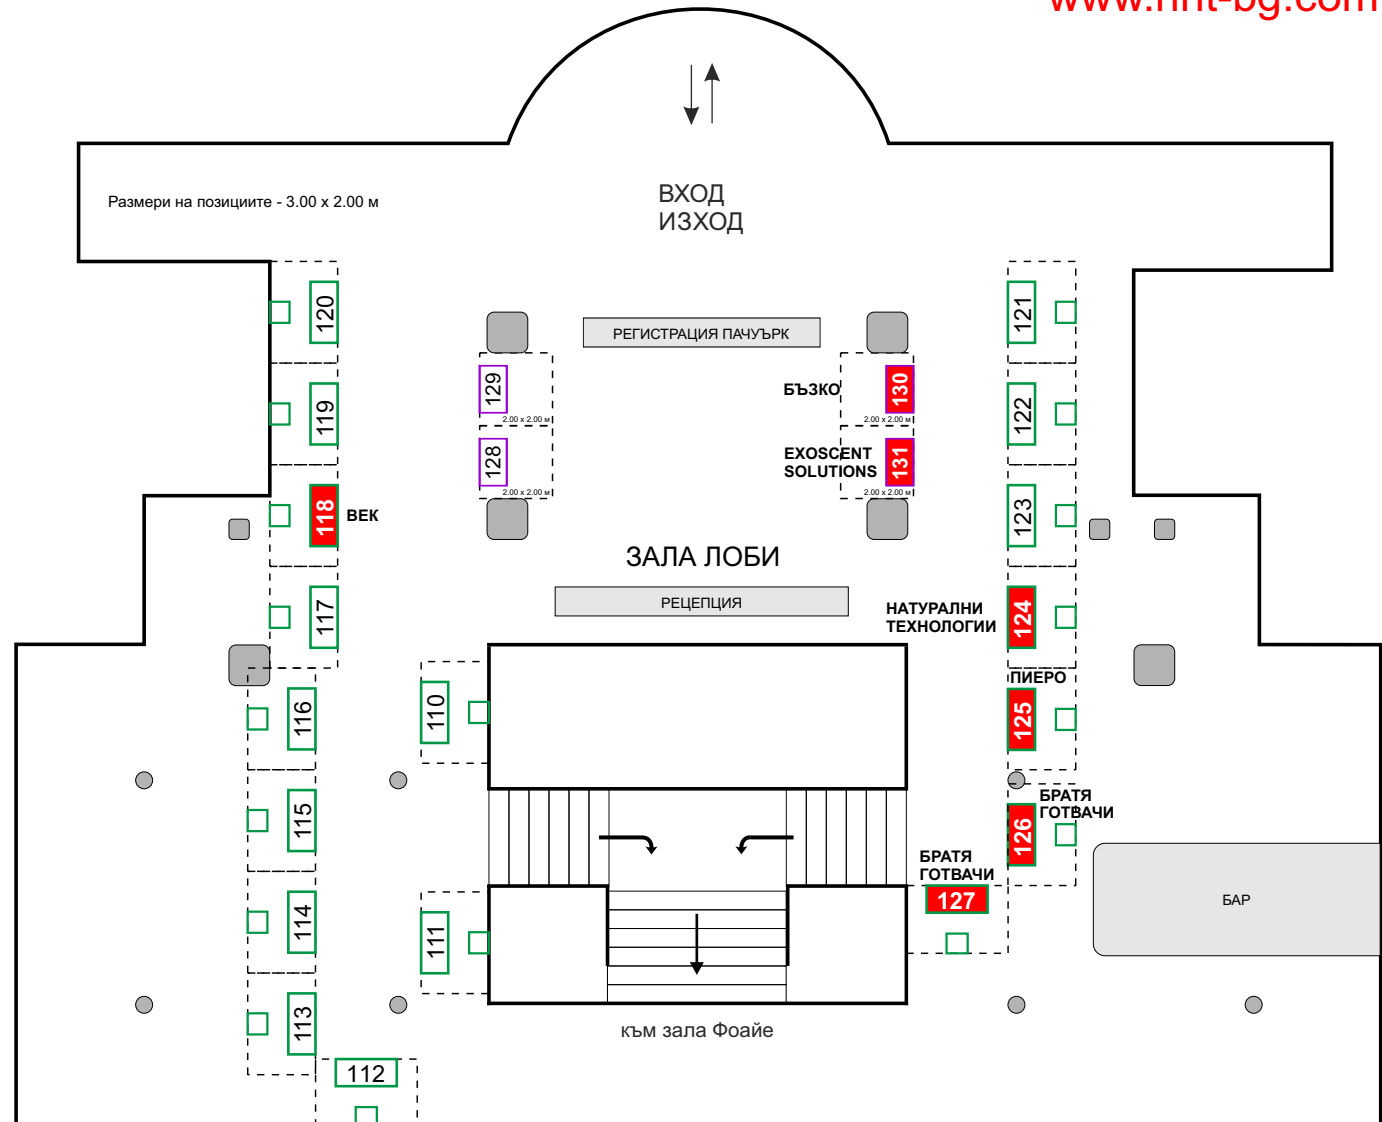 www.hht-bg.com
ВХОД
ИЗХОД
Размери на позициите - 3.00 x 2.00 м
120
121
РЕГИСТРАЦИЯ ПАЧУЪРК
129
2.00 x 2.00 м
БЪЗКО
130
2.00 x 2.00 м
119
122
128
2.00 x 2.00 м
EXOSCENT
SOLUTIONS
131
2.00 x 2.00 м
118
ВЕК
123
ЗАЛА ЛОБИ
РЕЦЕПЦИЯ
117
НАТУРАЛНИ
ТЕХНОЛОГИИ
124
ПИЕРО
125
116
110
115
БРАТЯ
ГОТВАЧИ
126
БРАТЯ
ГОТВАЧИ
127
БАР
114
111
113
към зала Фоайе
112